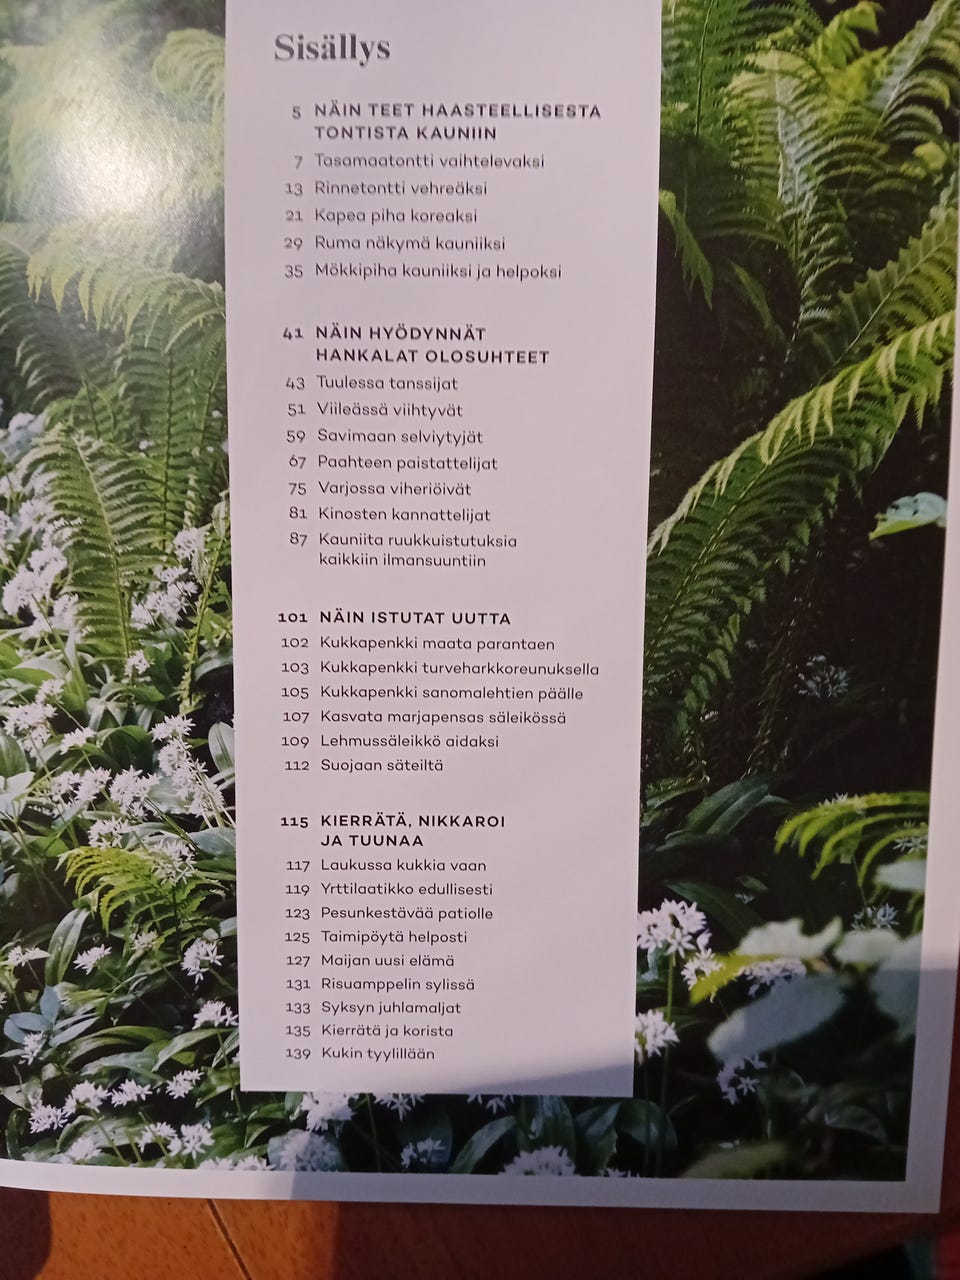 Sisällys
5 NÄIN TEET HAASTEELLISESTA
TONTISTA KAUNIIN
7 Tasamaatontti vaihtelevaksi
13 Rinnetontti vehreäksi
21 Kapea piha koreaksi
29 Ruma näkymä kauniiksi
35 Mökkipiha kauniiksi ja helpoksi
41 NÄIN HYÖDYNNÄT
HANKALAT OLOSUHTEET
43 Tuulessa tanssijat
51 Viileässä viihtyvät
59 Savimaan selviytyjät
67 Paahteen paistattelijat
75 Varjossa viheriöivät
81 Kinosten kannattelijat
87 Kauniita ruukkuistutuksia
kaikkiin ilmansuuntiin
101 NÄIN ISTUTAT UUTTA
102 Kukkapenkki maata parantaen
103 Kukkapenkki turveharkkoreunuksella
105 Kukkapenkki sanomalehtien päälle
107 Kasvata marjapensas säleikössä
109 Lehmussäleikkö aidaksi
112 Suojaan säteiltä
115 KIERRÄTÄ, NIKKAROI
JA TUUNAA
117 Laukussa kukkia vaan
119 Yrttilaatikko edullisesti
123 Pesunkestävää patiolle
125 Taimipöytä helposti
127 Maijan uusi elämä
131 Risuamppelin sylissä
133 Syksyn juhlamaljat
135 Kierrätä ja korista
139 Kukin tyylillään